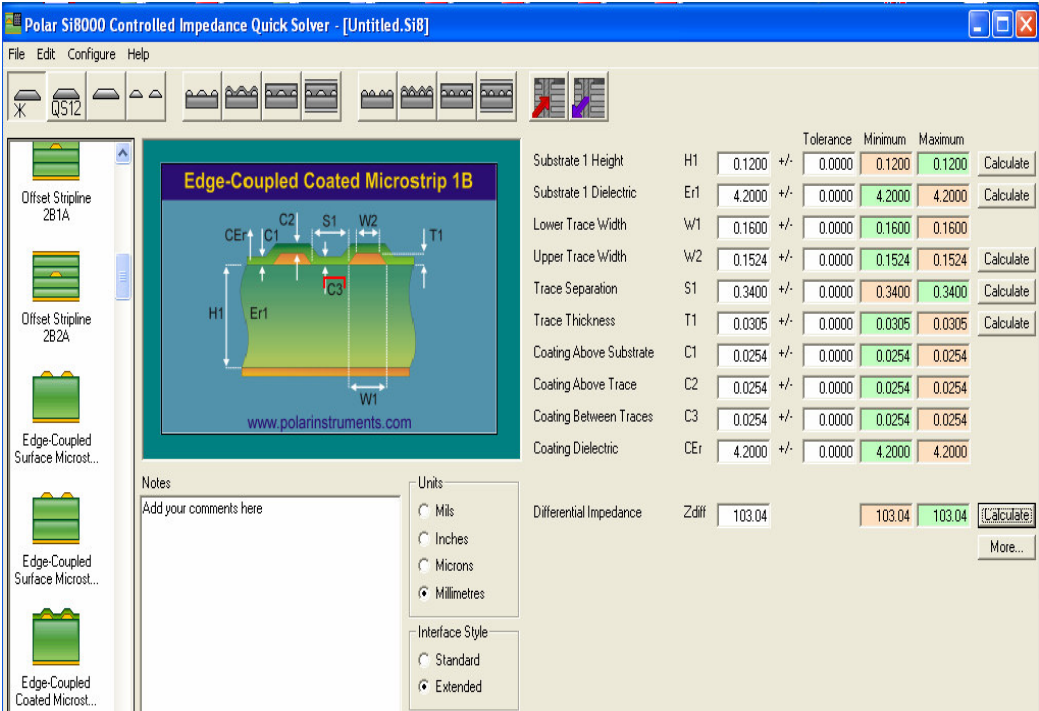 Polar Si8000 Controlled Impedance Quick Solver - [Untitled.Si8]
File Edit Configure Help
QS12
Offset Stripline
2B1A
Offset Stripline
2B2A
Edge-Coupled
Surface Microst...
Edge-Coupled
Surface Microst...
Edge-Coupled
Coated Microst...
Edge-Coupled Coated Microstrip 1B
C2 S1 W2
CEr C1 T1
C3
H1 Er1
W1
www.polarinstruments.com
Notes
Add your comments here
Units
Mils
Inches
Microns
Millimetres
Interface Style
Standard
Extended
Tolerance Minimum Maximum
Substrate 1 Height H1 0.1200 +/- 0.0000 0.1200 0.1200 Calculate
Substrate 1 Dielectric Er1 4.2000 +/- 0.0000 4.2000 4.2000 Calculate
Lower Trace Width W1 0.1600 +/- 0.0000 0.1600 0.1600
Upper Trace Width W2 0.1524 +/- 0.0000 0.1524 0.1524 Calculate
Trace Separation S1 0.3400 +/- 0.0000 0.3400 0.3400 Calculate
Trace Thickness T1 0.0305 +/- 0.0000 0.0305 0.0305 Calculate
Coating Above Substrate C1 0.0254 +/- 0.0000 0.0254 0.0254
Coating Above Trace C2 0.0254 +/- 0.0000 0.0254 0.0254
Coating Between Traces C3 0.0254 +/- 0.0000 0.0254 0.0254
Coating Dielectric CEr 4.2000 +/- 0.0000 4.2000 4.2000
Differential Impedance Zdiff 103.04 103.04 103.04 Calculate
More...